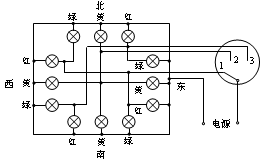 北
绿 黄 红
红 绿
西 黄 黄 东
绿 红
红 黄 绿
南
1 2 3
电源